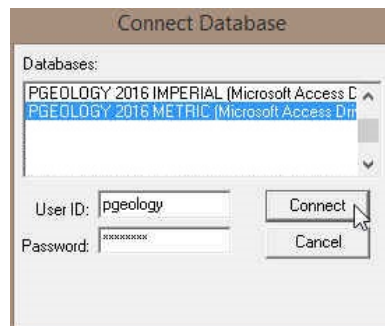 Connect Database
Databases:
PGEOLOGY 2016 IMPERIAL (Microsoft Access D
PGEOLOGY 2016 METRIC (Microsoft Access Dri
User ID: pgeology Connect
Password: ******** Cancel